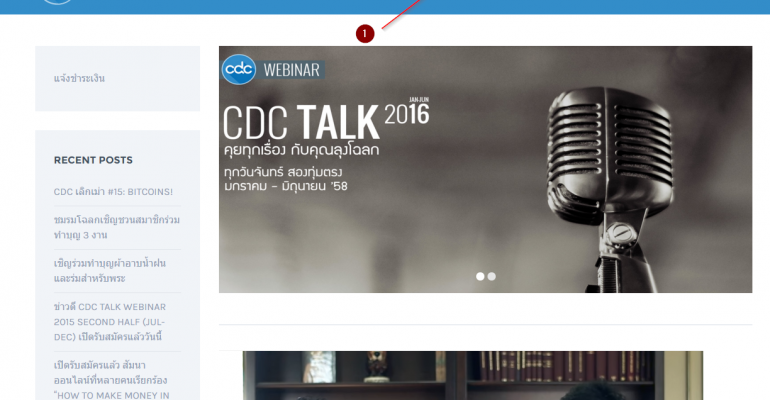 1
แจ้งชำระเงิน
RECENT POSTS
CDC เล็กเม่า #15: BITCOINS!
ชมรมโฉลกเชิญชวนสมาชิกร่วม
ทำบุญ 3 งาน
เชิญร่วมทำบุญผ้าอาบน้ำฝน
และร่มสำหรับพระ
ข่าวดี CDC TALK WEBINAR
2015 SECOND HALF (JUL-
DEC) เปิดรับสมัครแล้ววันนี้
เปิดรับสมัครแล้ว สัมนา
ออนไลน์ที่หลายคนเรียกร้อง
"HOW TO MAKE MONEY IN
cdc WEBINAR
JAN-JUN
CDC TALK 2016
คุยทุกเรื่อง กับคุณลุงโฉลก
ทุกวันจันทร์ สองทุ่มตรง
มกราคม - มิถุนายน '58